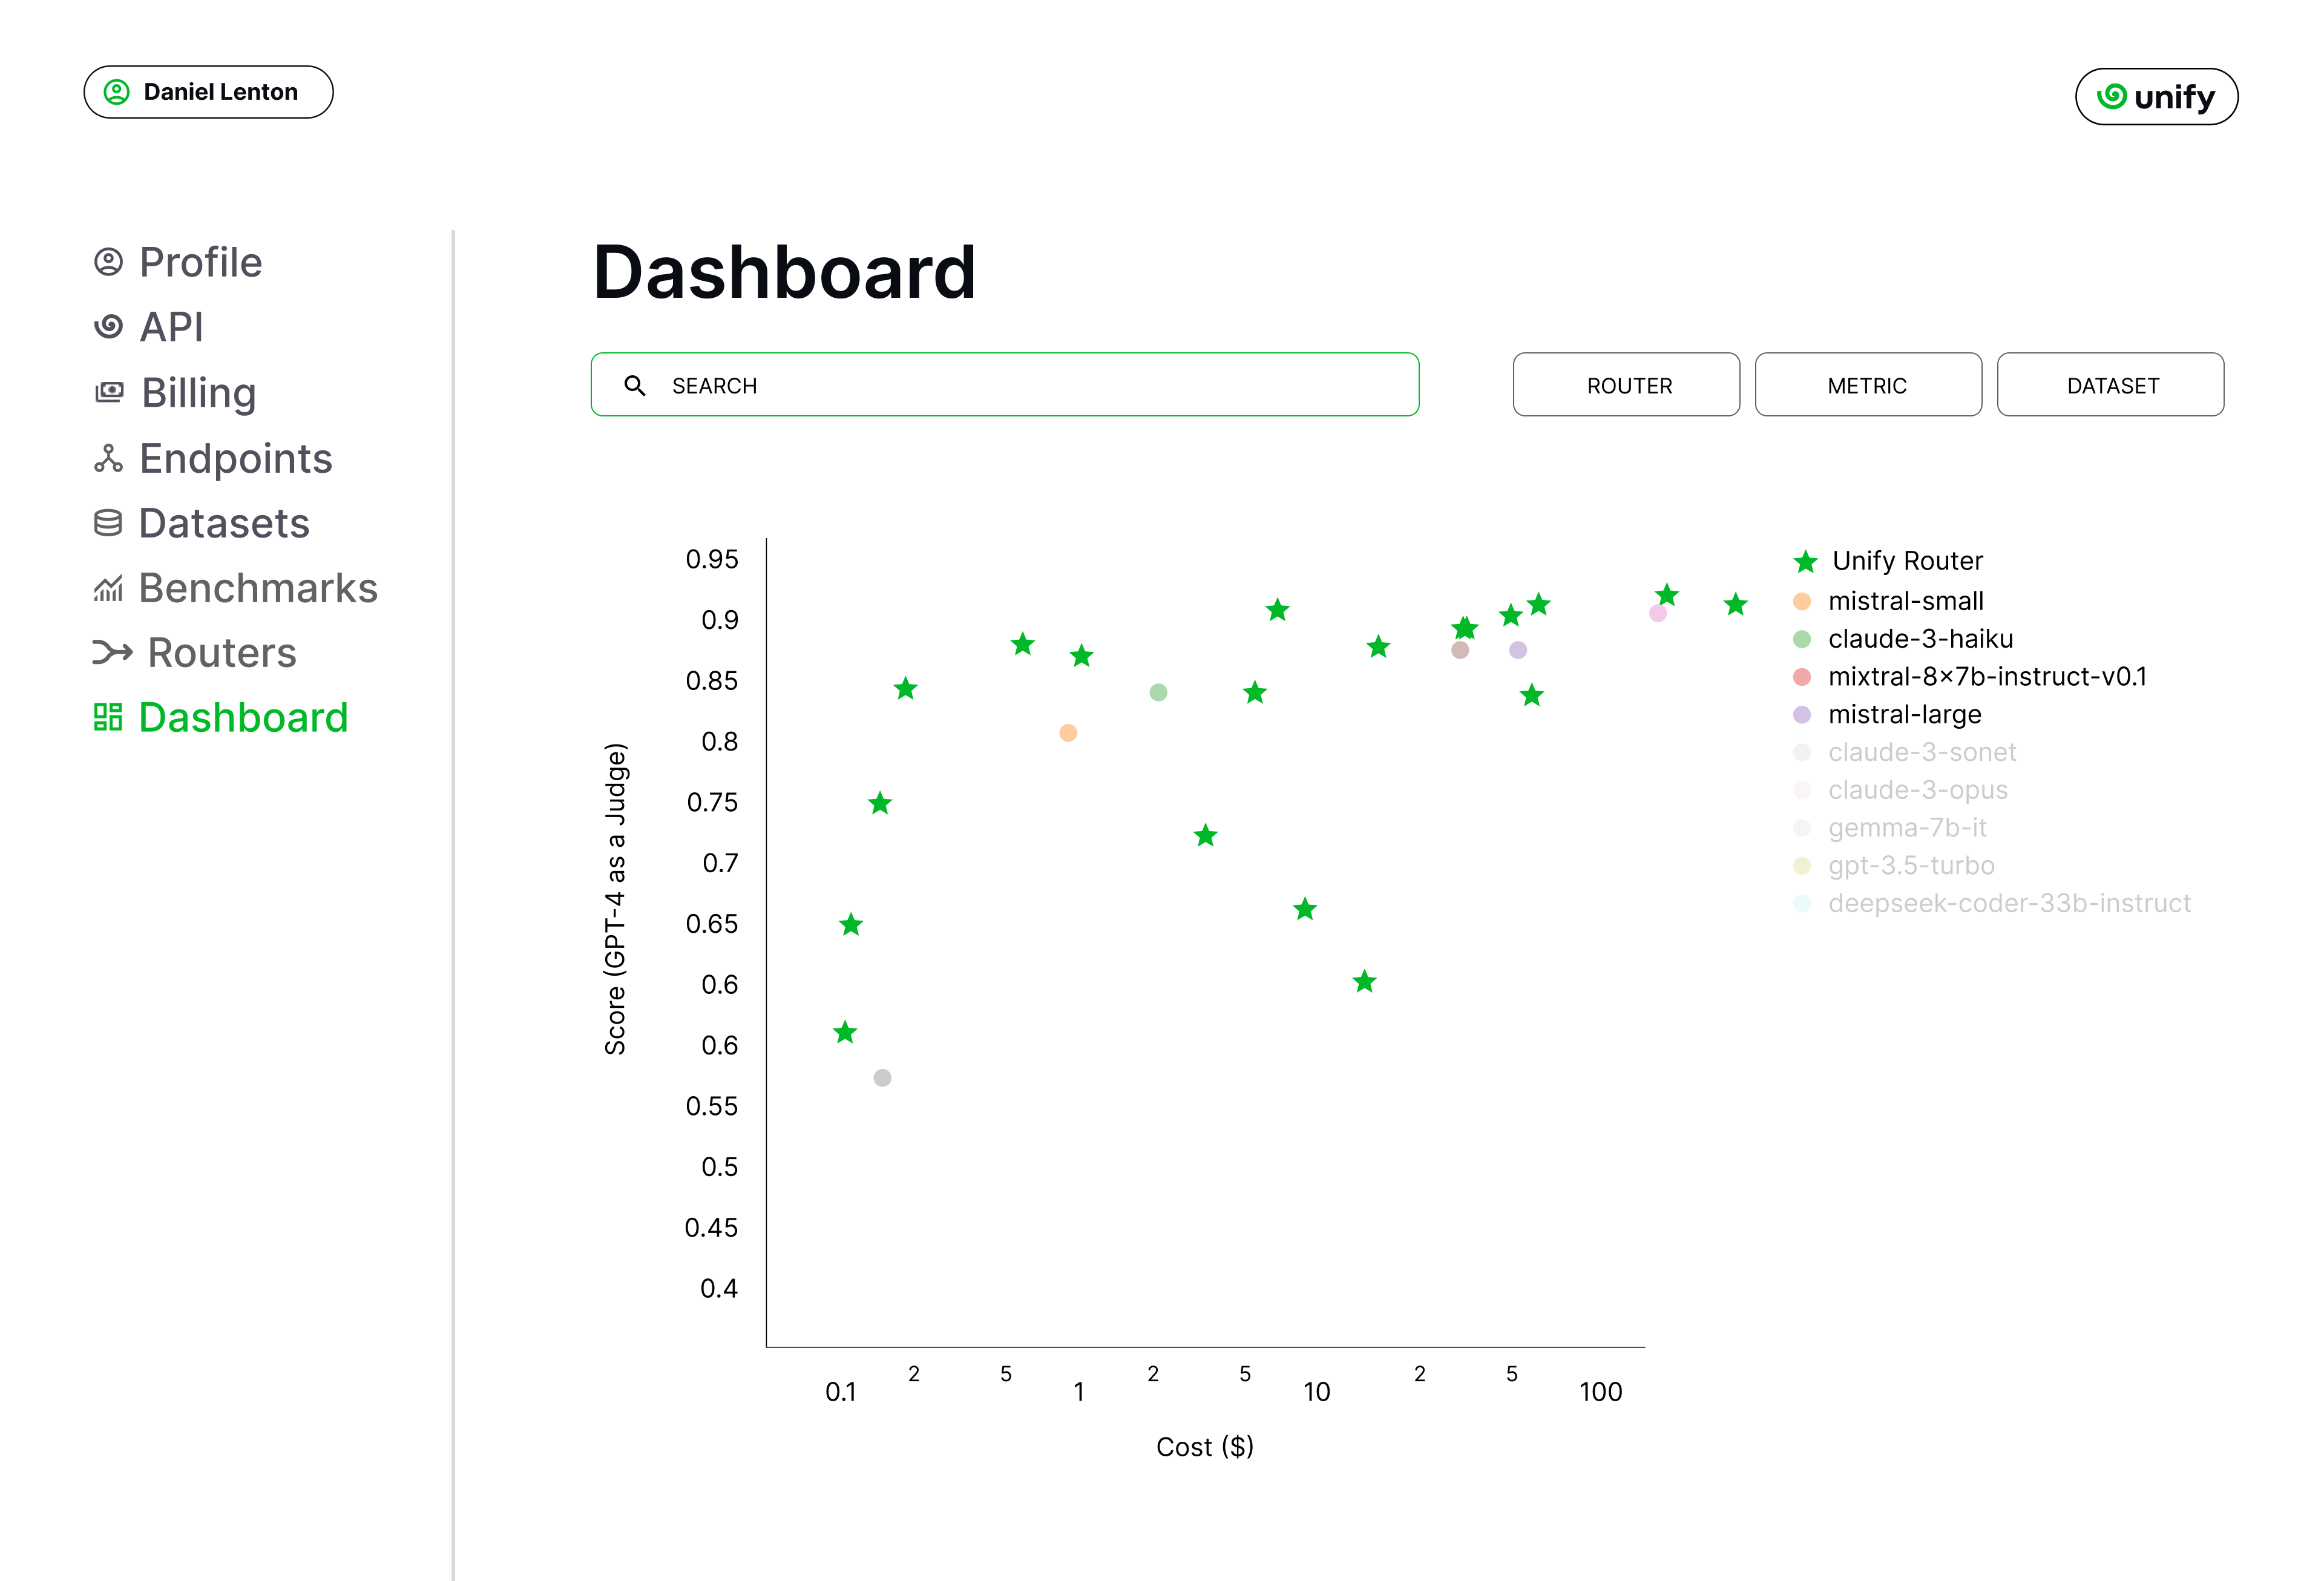 Daniel Lenton
unify
Profile
API
Billing
Endpoints
Datasets
Benchmarks
Routers
Dashboard
Dashboard
SEARCH
ROUTER
METRIC
DATASET
Score (GPT-4 as a Judge)
0.95
0.9
0.85
0.8
0.75
0.7
0.65
0.6
0.6
0.55
0.5
0.45
0.4
0.1
2
5
1
2
5
10
2
5
100
Cost ($)
Unify Router
mistral-small
claude-3-haiku
mixtral-8×7b-instruct-v0.1
mistral-large
claude-3-sonet
claude-3-opus
gemma-7b-it
gpt-3.5-turbo
deepseek-coder-33b-instruct